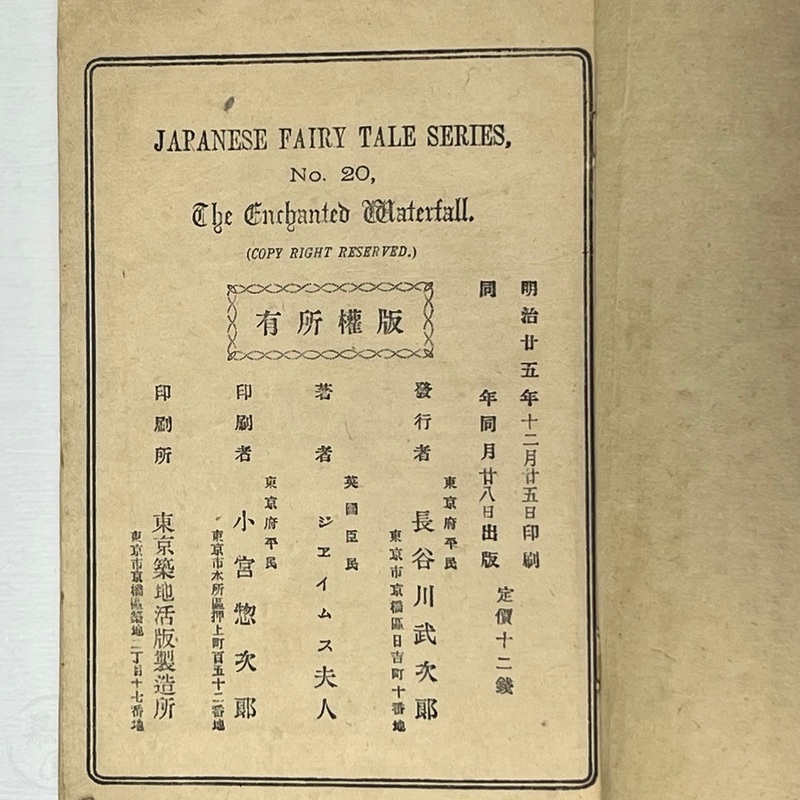 JAPANESE FAIRY TALE SERIES,
No. 20,
The Enchanted Waterfall.
(COPY RIGHT RESERVED.)
有所權版
明治廿五年十二月廿五日印刷
同年同月廿八日出版
定價十二錢
發行者
東京府平民
長谷川武次郎
東京市京橋區日吉町十番地
著者
英國臣民
ジエイムス夫人
印刷者
東京府平民
小宮惣次郎
東京市本所區押上町百五十二番地
印刷所
東京築地活版製造所
東京市京橋區築地二丁目十七番地